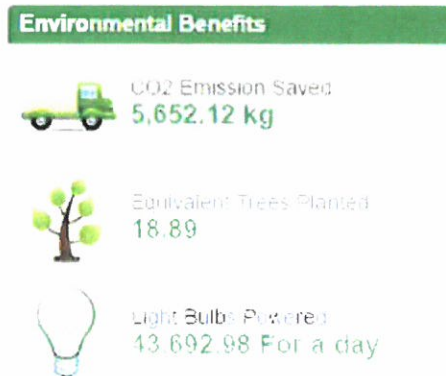 Environmental Benefits
CO2 Emission Saved
5,652.12 kg
Equivalent Trees Planted
18.89
Light Bulbs Powered
43,692.98 For a day